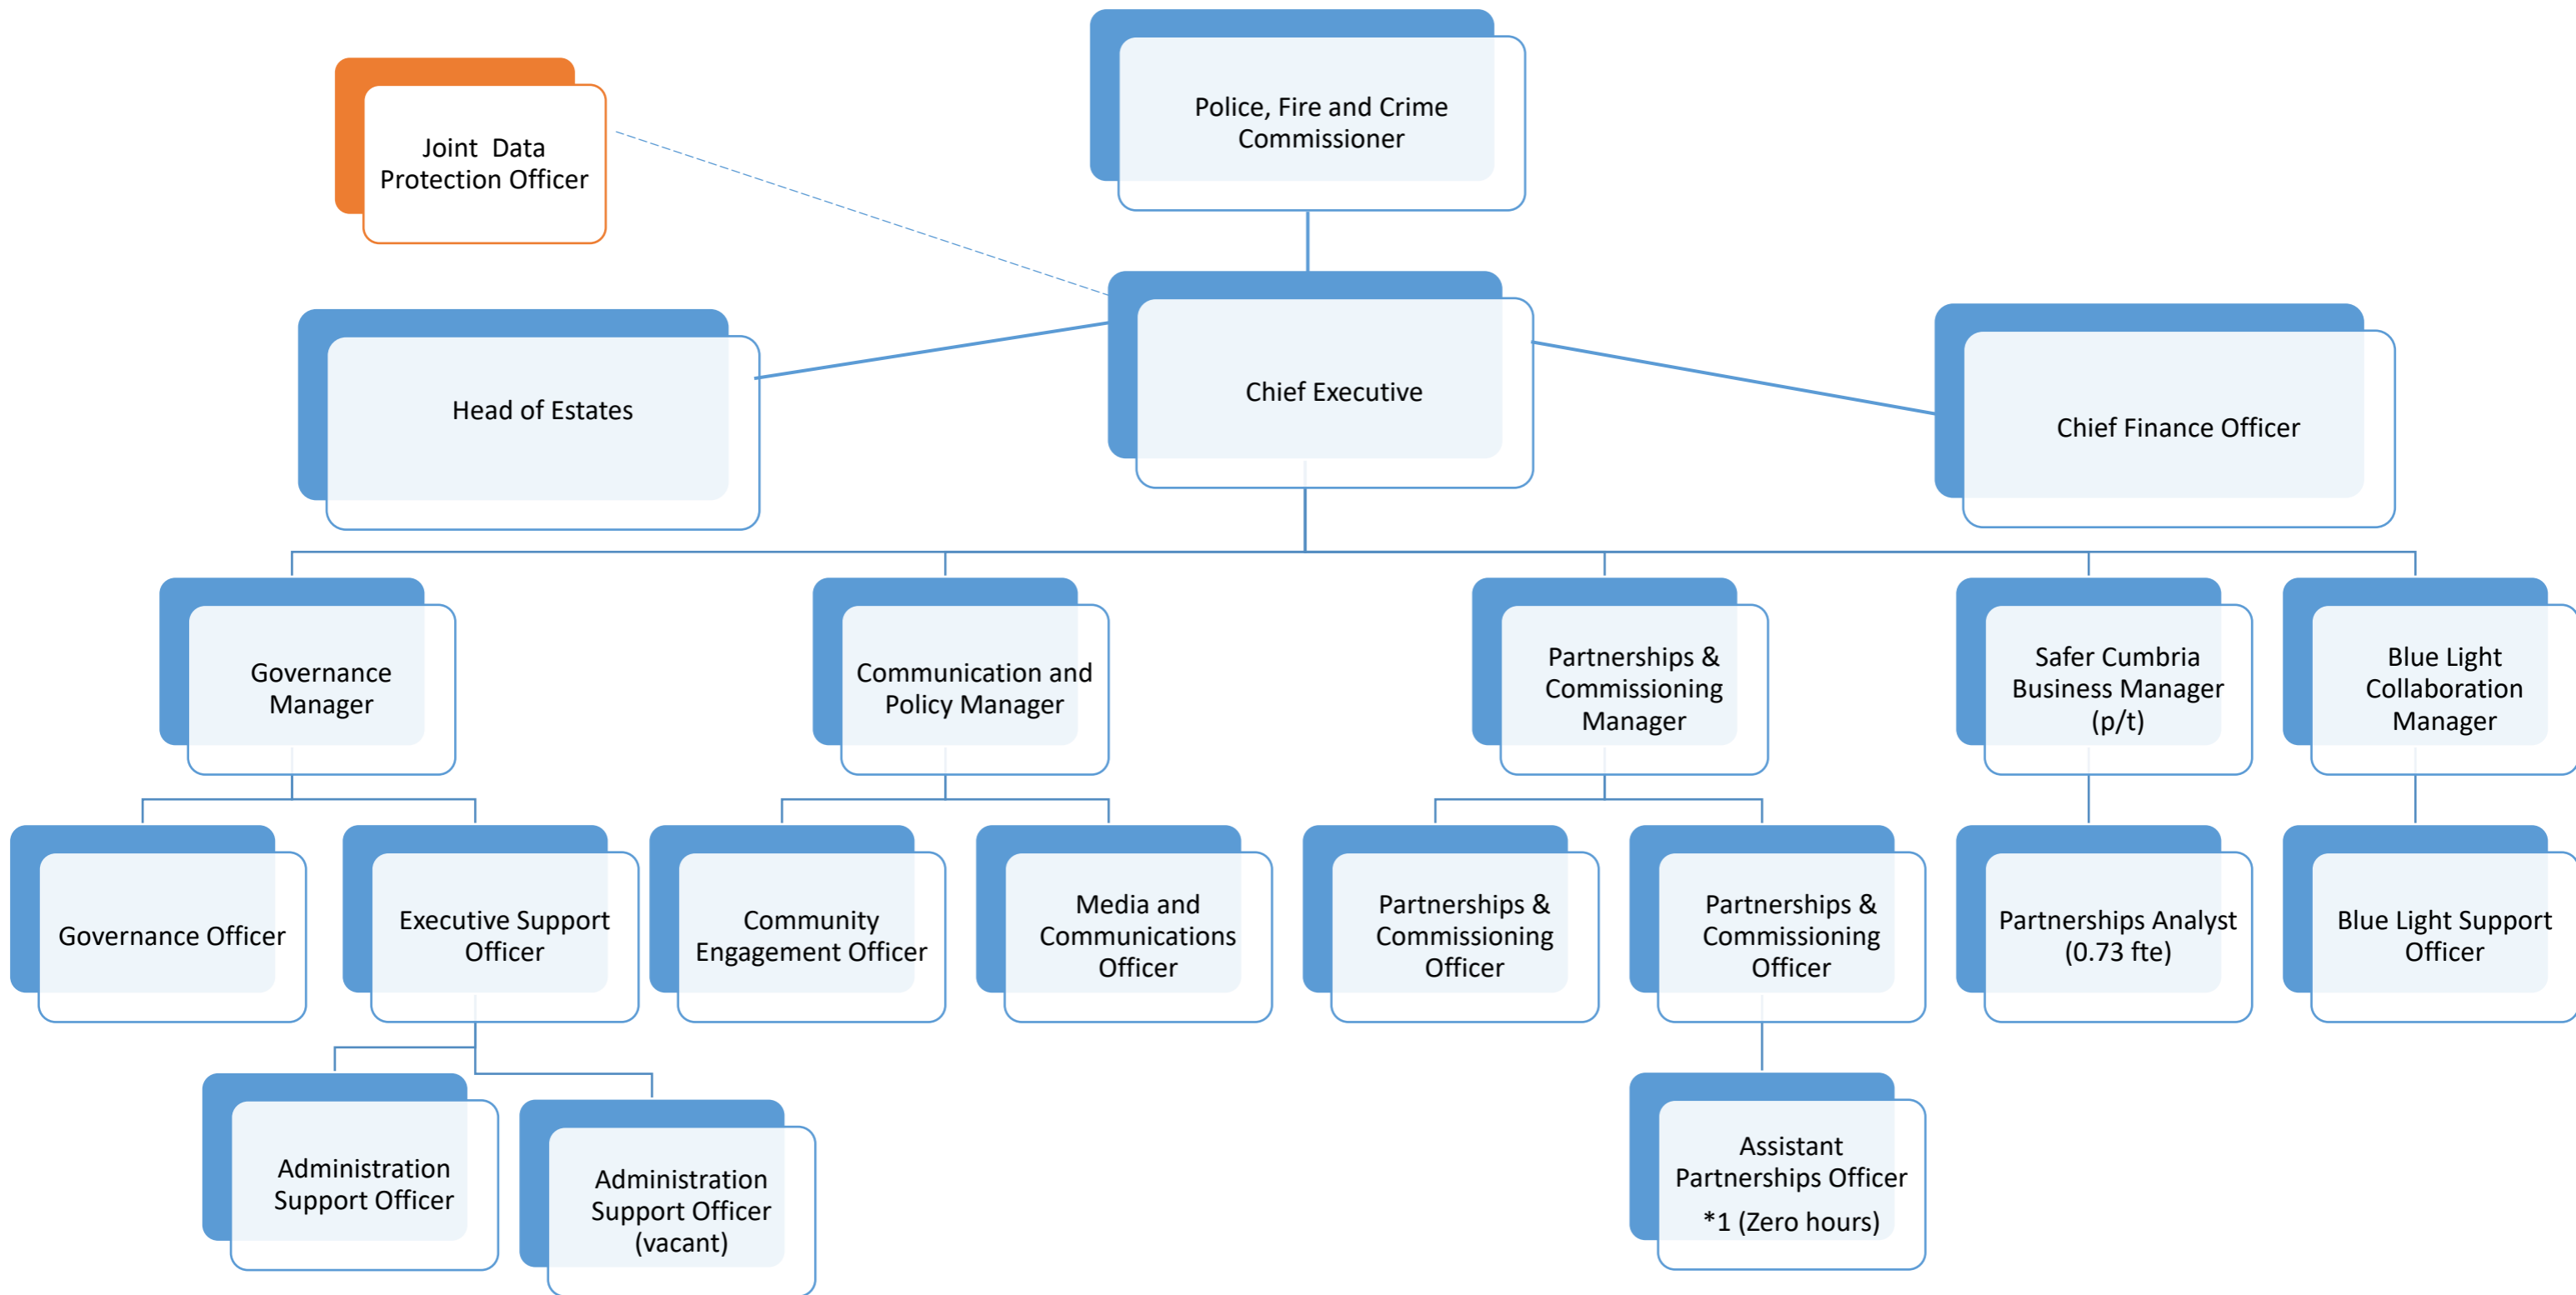 Police, Fire and Crime
Commissioner
Joint  Data
Protection Officer
Head of Estates
Chief Executive
Chief Finance Officer
Governance
Manager
Communication and
Policy Manager
Partnerships &
Commissioning
Manager
Safer Cumbria
Business Manager
(p/t)
Blue Light
Collaboration
Manager
Governance Officer
Executive Support
Officer
Community
Engagement Officer
Media and
Communications
Officer
Partnerships &
Commissioning
Officer
Partnerships &
Commissioning
Officer
Partnerships Analyst
(0.73 fte)
Blue Light Support
Officer
Administration
Support Officer
Administration
Support Officer
(vacant)
Assistant
Partnerships Officer
*1 (Zero hours)